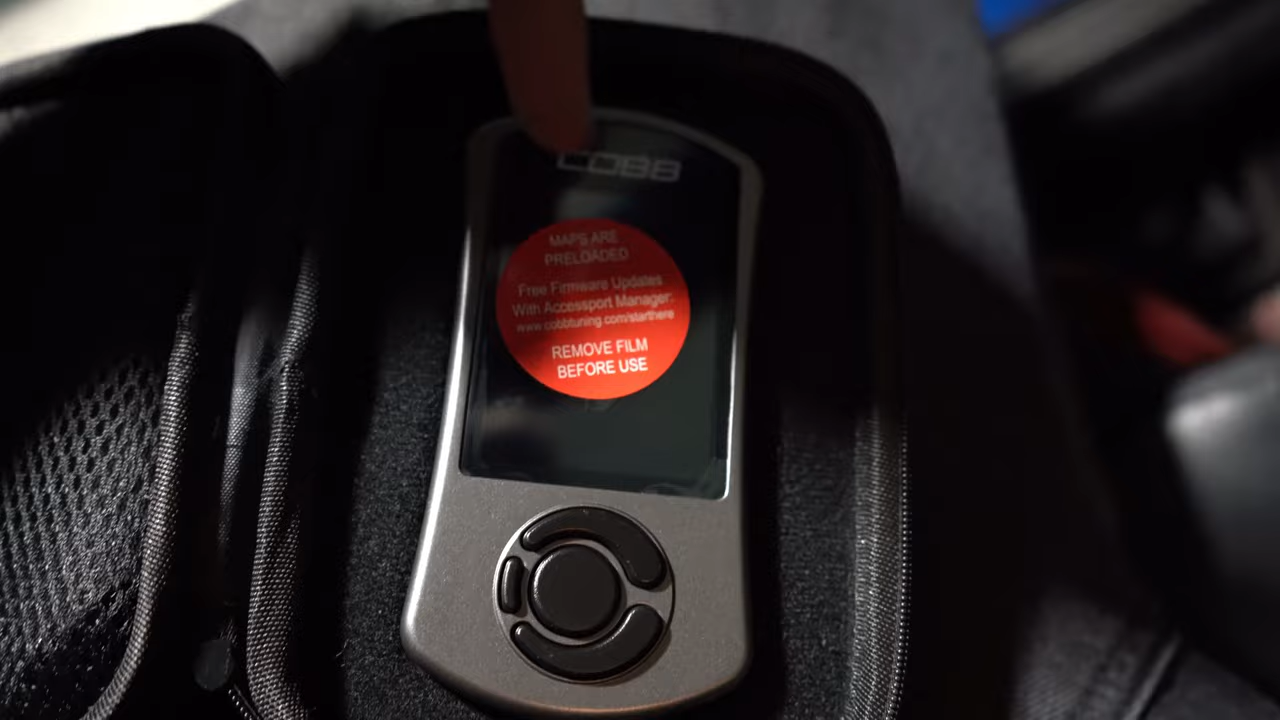 COBB
MAPS ARE
PRELOADED
Free Firmware Updates
With Accessport Manager.
www.cobbtuning.com/starthere
REMOVE FILM
BEFORE USE